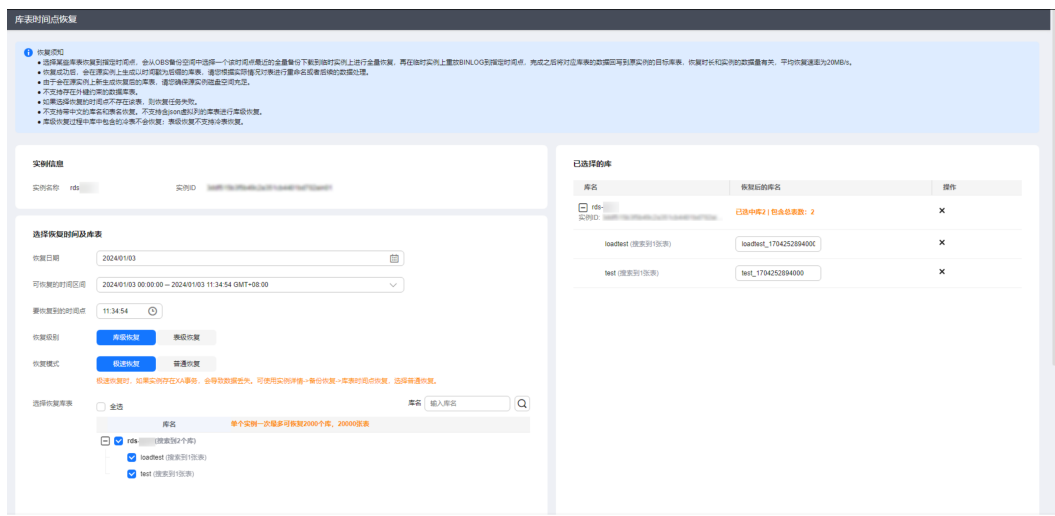 库表时间点恢复
恢复须知
• 选择某些库表恢复到指定时间点，会从OBS备份空间中选择一个该时间点最近的全量备份下载到临时实例上进行全量恢复，再在临时实例上重放BINLOG到指定时间点，完成之后将对应库表的数据回写到原实例的目标库表，恢复时长和实例的数据量有关，平均恢复速度为20MB/s。
• 恢复成功后，会在源实例上生成以时间戳为后缀的库表，请您根据实际情况对表进行重命名或者后续的数据处理。
• 由于会在源实例上新生成恢复后的库表，请您确保源实例磁盘空间充足。
• 不支持存在外键约束的数据库表。
• 如果选择恢复的时间点不存在该表，则恢复任务失败。
• 不支持带中文的库名和表名恢复。不支持含json虚拟列的库表进行库级恢复。
• 库级恢复过程中库中包含的冷表不会恢复；表级恢复不支持冷表恢复。
实例信息
实例名称 rds
实例ID
选择恢复时间及库表
恢复日期 2024/01/03
可恢复的时间区间 2024/01/03 00:00:00 – 2024/01/03 11:34:54 GMT+08:00
要恢复到的时间点 11:34:54
恢复级别 库级恢复 表级恢复
恢复模式 极速恢复 普通恢复
极速恢复时，如果实例存在XA事务，会导致数据丢失。可使用实例详情->备份恢复->库表时间点恢复，选择普通恢复。
选择恢复库表 全选 库名 输入库名
库名 单个实例一次最多可恢复2000个库，20000张表
rds- (搜索到2个库)
loadtest (搜索到1张表)
test (搜索到1张表)
已选择的库
库名 恢复后的库名 操作
rds-
实例ID:
已选中库2 | 包含总表数：2
loadtest (搜索到1张表) loadtest_170425289400(
test (搜索到1张表) test_1704252894000